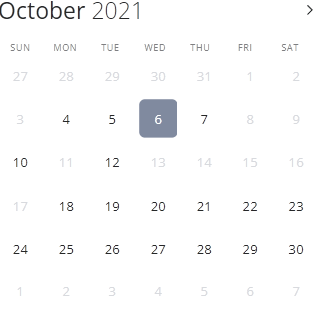 October 2021
SUN MON TUE WED THU FRI SAT
27 28 29 30 31 1 2
3 4 5 6 7 8 9
10 11 12 13 14 15 16
17 18 19 20 21 22 23
24 25 26 27 28 29 30
1 2 3 4 5 6 7